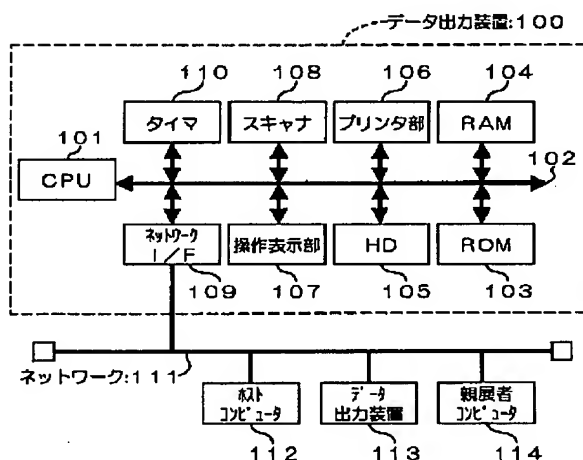 データ出力装置:100
110
108
106
104
タイマ
スキャナ
プリンタ部
RAM
101
CPU
102
ネットワーク
I/F
操作表示部
HD
ROM
109
107
105
103
ネットワーク:111
ホスト
コンピュータ
データ
出力装置
親展者
コンピュータ
112
113
114